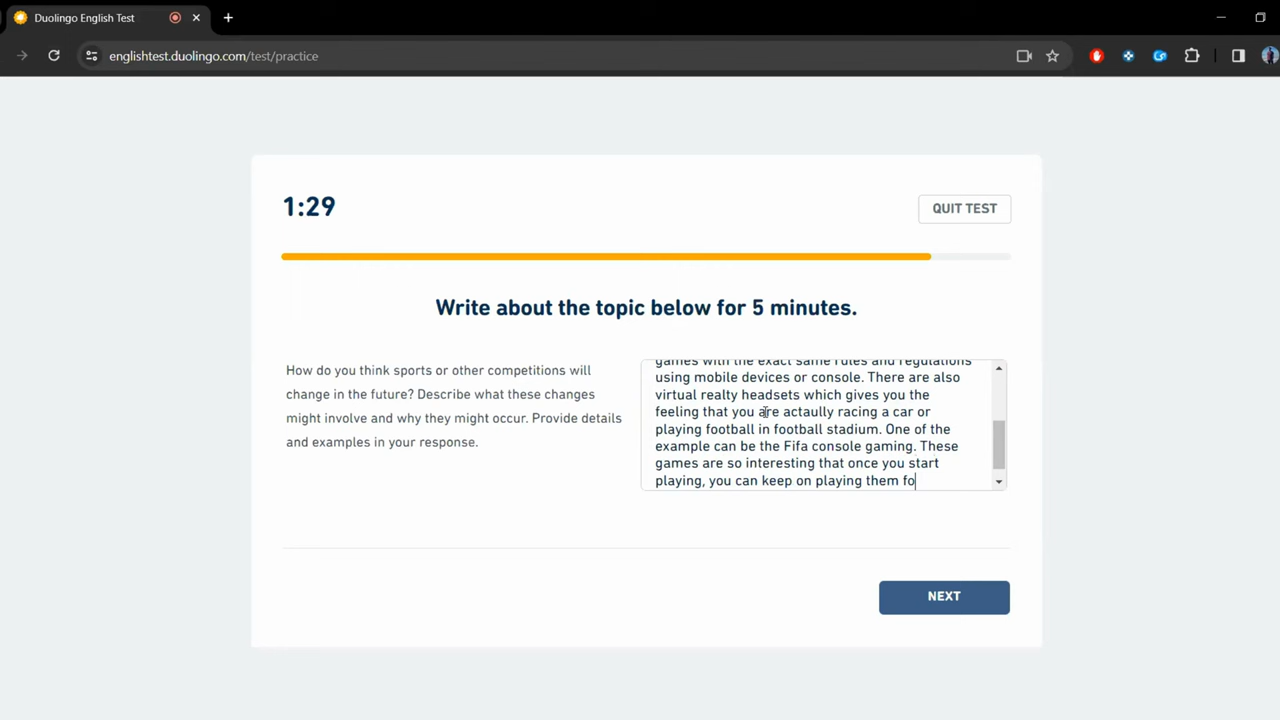 Duolingo English Test
englishtest.duolingo.com/test/practice
1:29
QUIT TEST
Write about the topic below for 5 minutes.
How do you think sports or other competitions will
change in the future? Describe what these changes
might involve and why they might occur. Provide details
and examples in your response.
games with the exact same rules and regulations
using mobile devices or console. There are also
virtual realty headsets which gives you the
feeling that you are actaully racing a car or
playing football in football stadium. One of the
example can be the Fifa console gaming. These
games are so interesting that once you start
playing, you can keep on playing them fo
NEXT